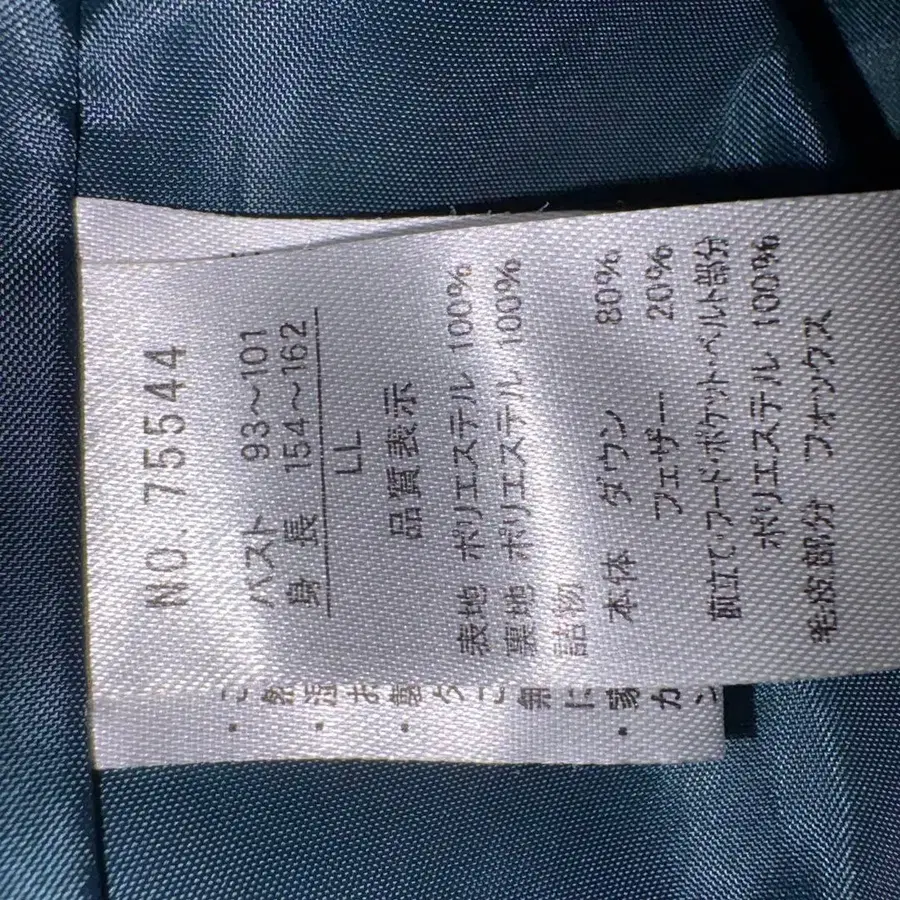 NO. 75544
バスト 93～101
身長 154～162
LL
品質表示
表地 ポリエステル 100%
裏地 ポリエステル 100%
詰物
本体 ダウン 80%
フェザー 20%
前立て・フード・ポケット・ベルト部分
ポリエステル 100%
毛皮部分 フォックス